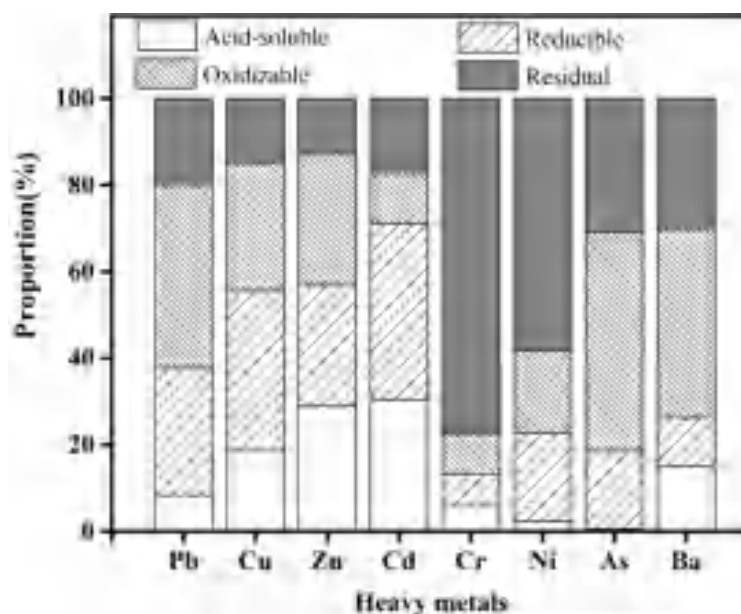 Acid-soluble Reducible
Oxidizable Residual
100
80
60
40
20
0
Proportion(%)
Pb Cu Zn Cd Cr Ni As Ba
Heavy metals